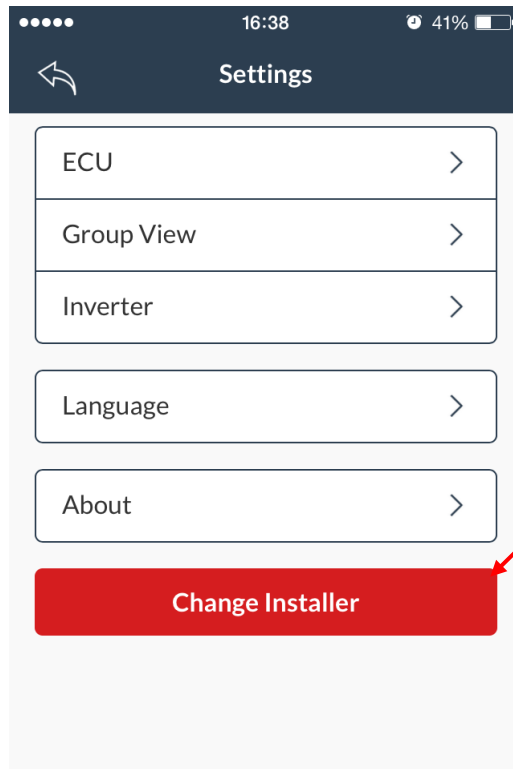 16:38
41%
Settings
ECU
Group View
Inverter
Language
About
Change Installer